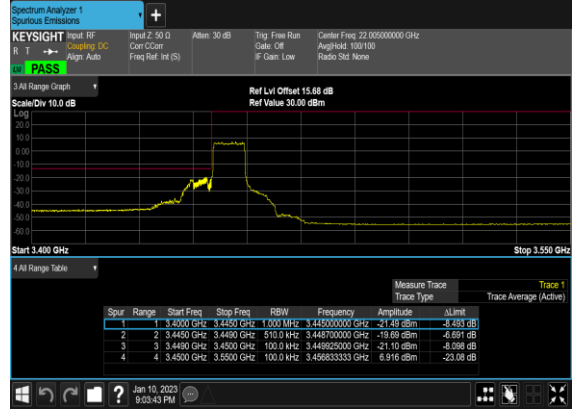 Spectrum Analyzer 1
Spurious Emissions
+
KEYSIGHT Input: RF Input Z: 50 Ω Atten: 30 dB Trig: Free Run Center Freq: 22.005000000 GHz
R T Coupling: DC Corr CCorr Gate: Off Avg|Hold: 100/100
Align: Auto Freq Ref: Int (S) IF Gain: Low Radio Std: None
PASS
3 All Range Graph
Ref Lvl Offset 15.68 dB
Scale/Div 10.0 dB Ref Value 30.00 dBm
Log
20.0
10.0
0.00
-10.0
-20.0
-30.0
-40.0
-50.0
-60.0
Start 3.400 GHz Stop 3.550 GHz
4 All Range Table
Measure Trace Trace 1
Trace Type Trace Average (Active)
Spur Range Start Freq Stop Freq RBW Frequency Amplitude ΔLimit
1 1 3.4000 GHz 3.4450 GHz 1.000 MHz 3.445000000 GHz -21.49 dBm -8.493 dB
2 2 3.4450 GHz 3.4490 GHz 510.0 kHz 3.448700000 GHz -19.69 dBm -6.691 dB
3 3 3.4490 GHz 3.4500 GHz 100.0 kHz 3.449925000 GHz -21.10 dBm -8.098 dB
4 4 3.4500 GHz 3.5500 GHz 100.0 kHz 3.456833333 GHz 6.916 dBm -23.08 dB
?
Jan 10, 2023
9:03:43 PM